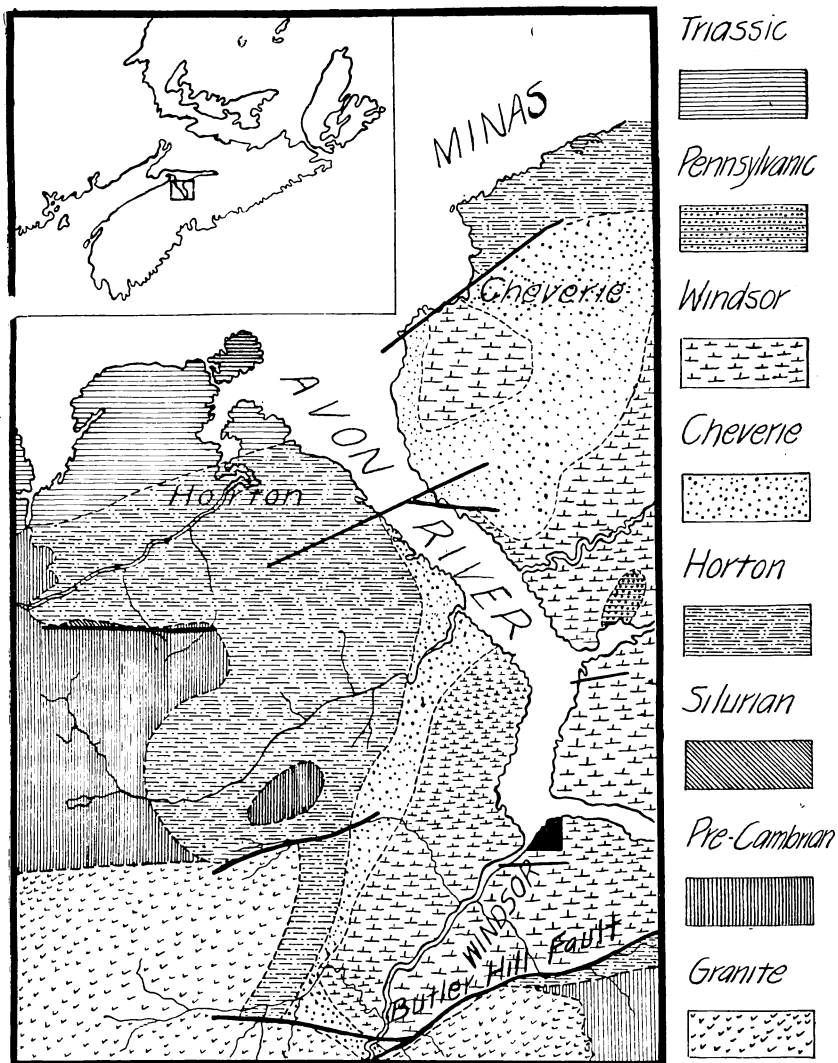 MINAS
Cheverie
AVON RIVER
Horton
WINDSOR
Butler Hill Fault
Triassic
Pennsylvanic
Windsor
Cheverie
Horton
Silurian
Pre-Cambrian
Granite